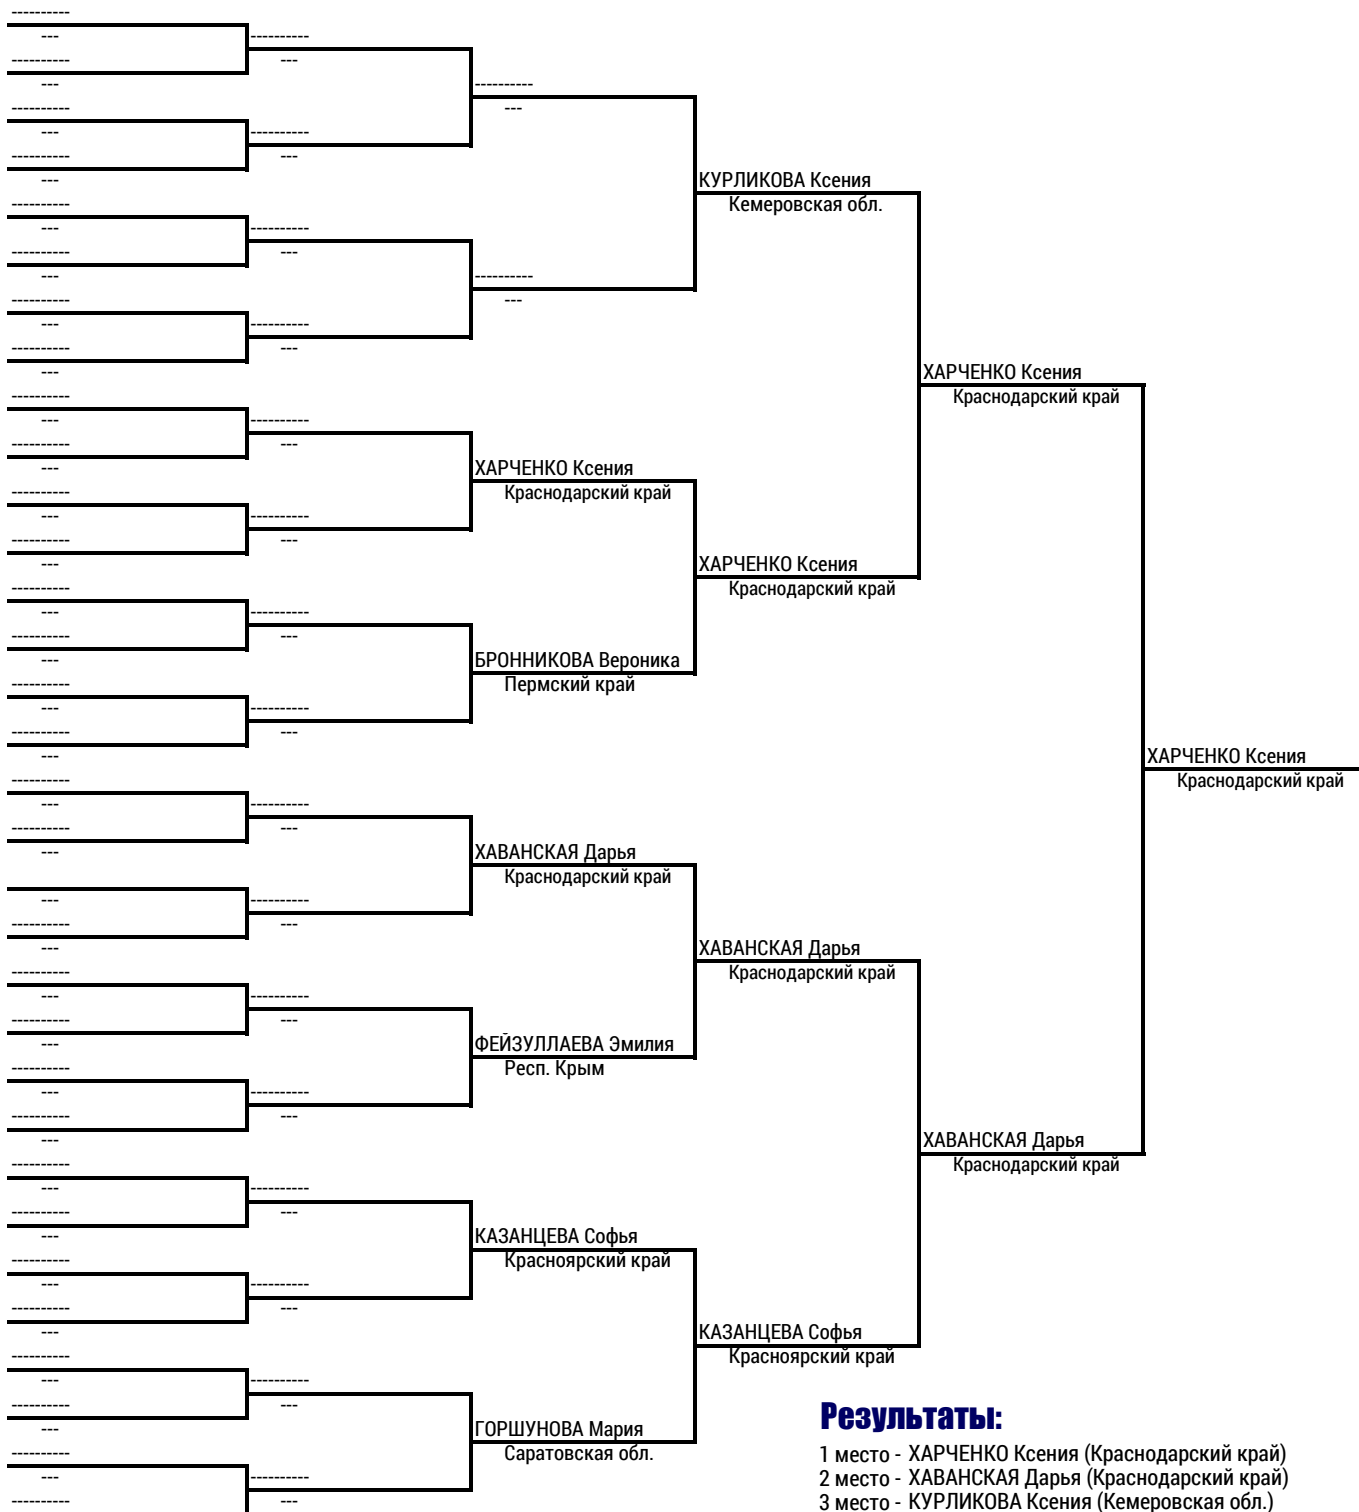 КУРЛИКОВА Ксения
Кемеровская обл.
ХАРЧЕНКО Ксения
Краснодарский край
ХАРЧЕНКО Ксения
Краснодарский край
ХАРЧЕНКО Ксения
Краснодарский край
БРОННИКОВА Вероника
Пермский край
ХАРЧЕНКО Ксения
Краснодарский край
ХАВАНСКАЯ Дарья
Краснодарский край
ХАВАНСКАЯ Дарья
Краснодарский край
ФЕЙЗУЛЛАЕВА Эмилия
Респ. Крым
ХАВАНСКАЯ Дарья
Краснодарский край
КАЗАНЦЕВА Софья
Красноярский край
КАЗАНЦЕВА Софья
Красноярский край
ГОРШУНОВА Мария
Саратовская обл.
Результаты:
1 место - ХАРЧЕНКО Ксения (Краснодарский край)
2 место - ХАВАНСКАЯ Дарья (Краснодарский край)
3 место - КУРЛИКОВА Ксения (Кемеровская обл.)